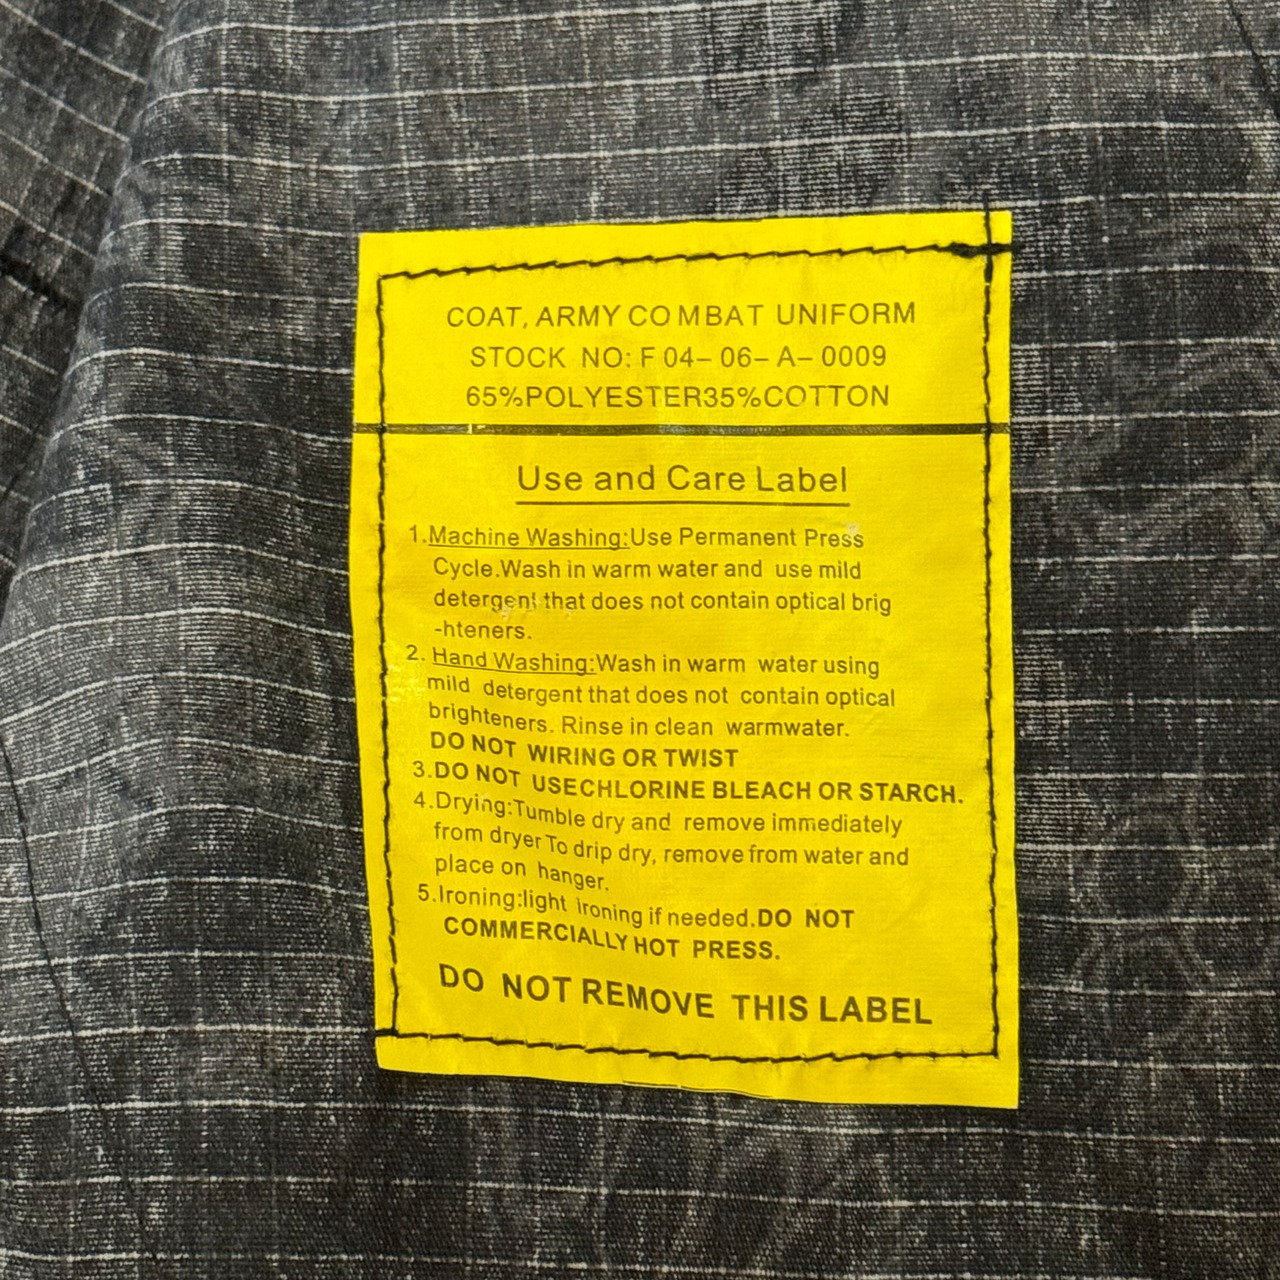 COAT, ARMY COMBAT UNIFORM
STOCK NO: F 04- 06- A- 0009
65%POLYESTER35%COTTON
Use and Care Label
1.Machine Washing:Use Permanent Press
Cycle.Wash in warm water and use mild
detergent that does not contain optical brig
-hteners.
2. Hand Washing:Wash in warm water using
mild detergent that does not contain optical
brighteners. Rinse in clean warmwater.
DO NOT WIRING OR TWIST
3.DO NOT USECHLORINE BLEACH OR STARCH.
4.Drying:Tumble dry and remove immediately
from dryer To drip dry, remove from water and
place on hanger.
5.Ironing:light ironing if needed.DO NOT
COMMERCIALLY HOT PRESS.
DO NOT REMOVE THIS LABEL